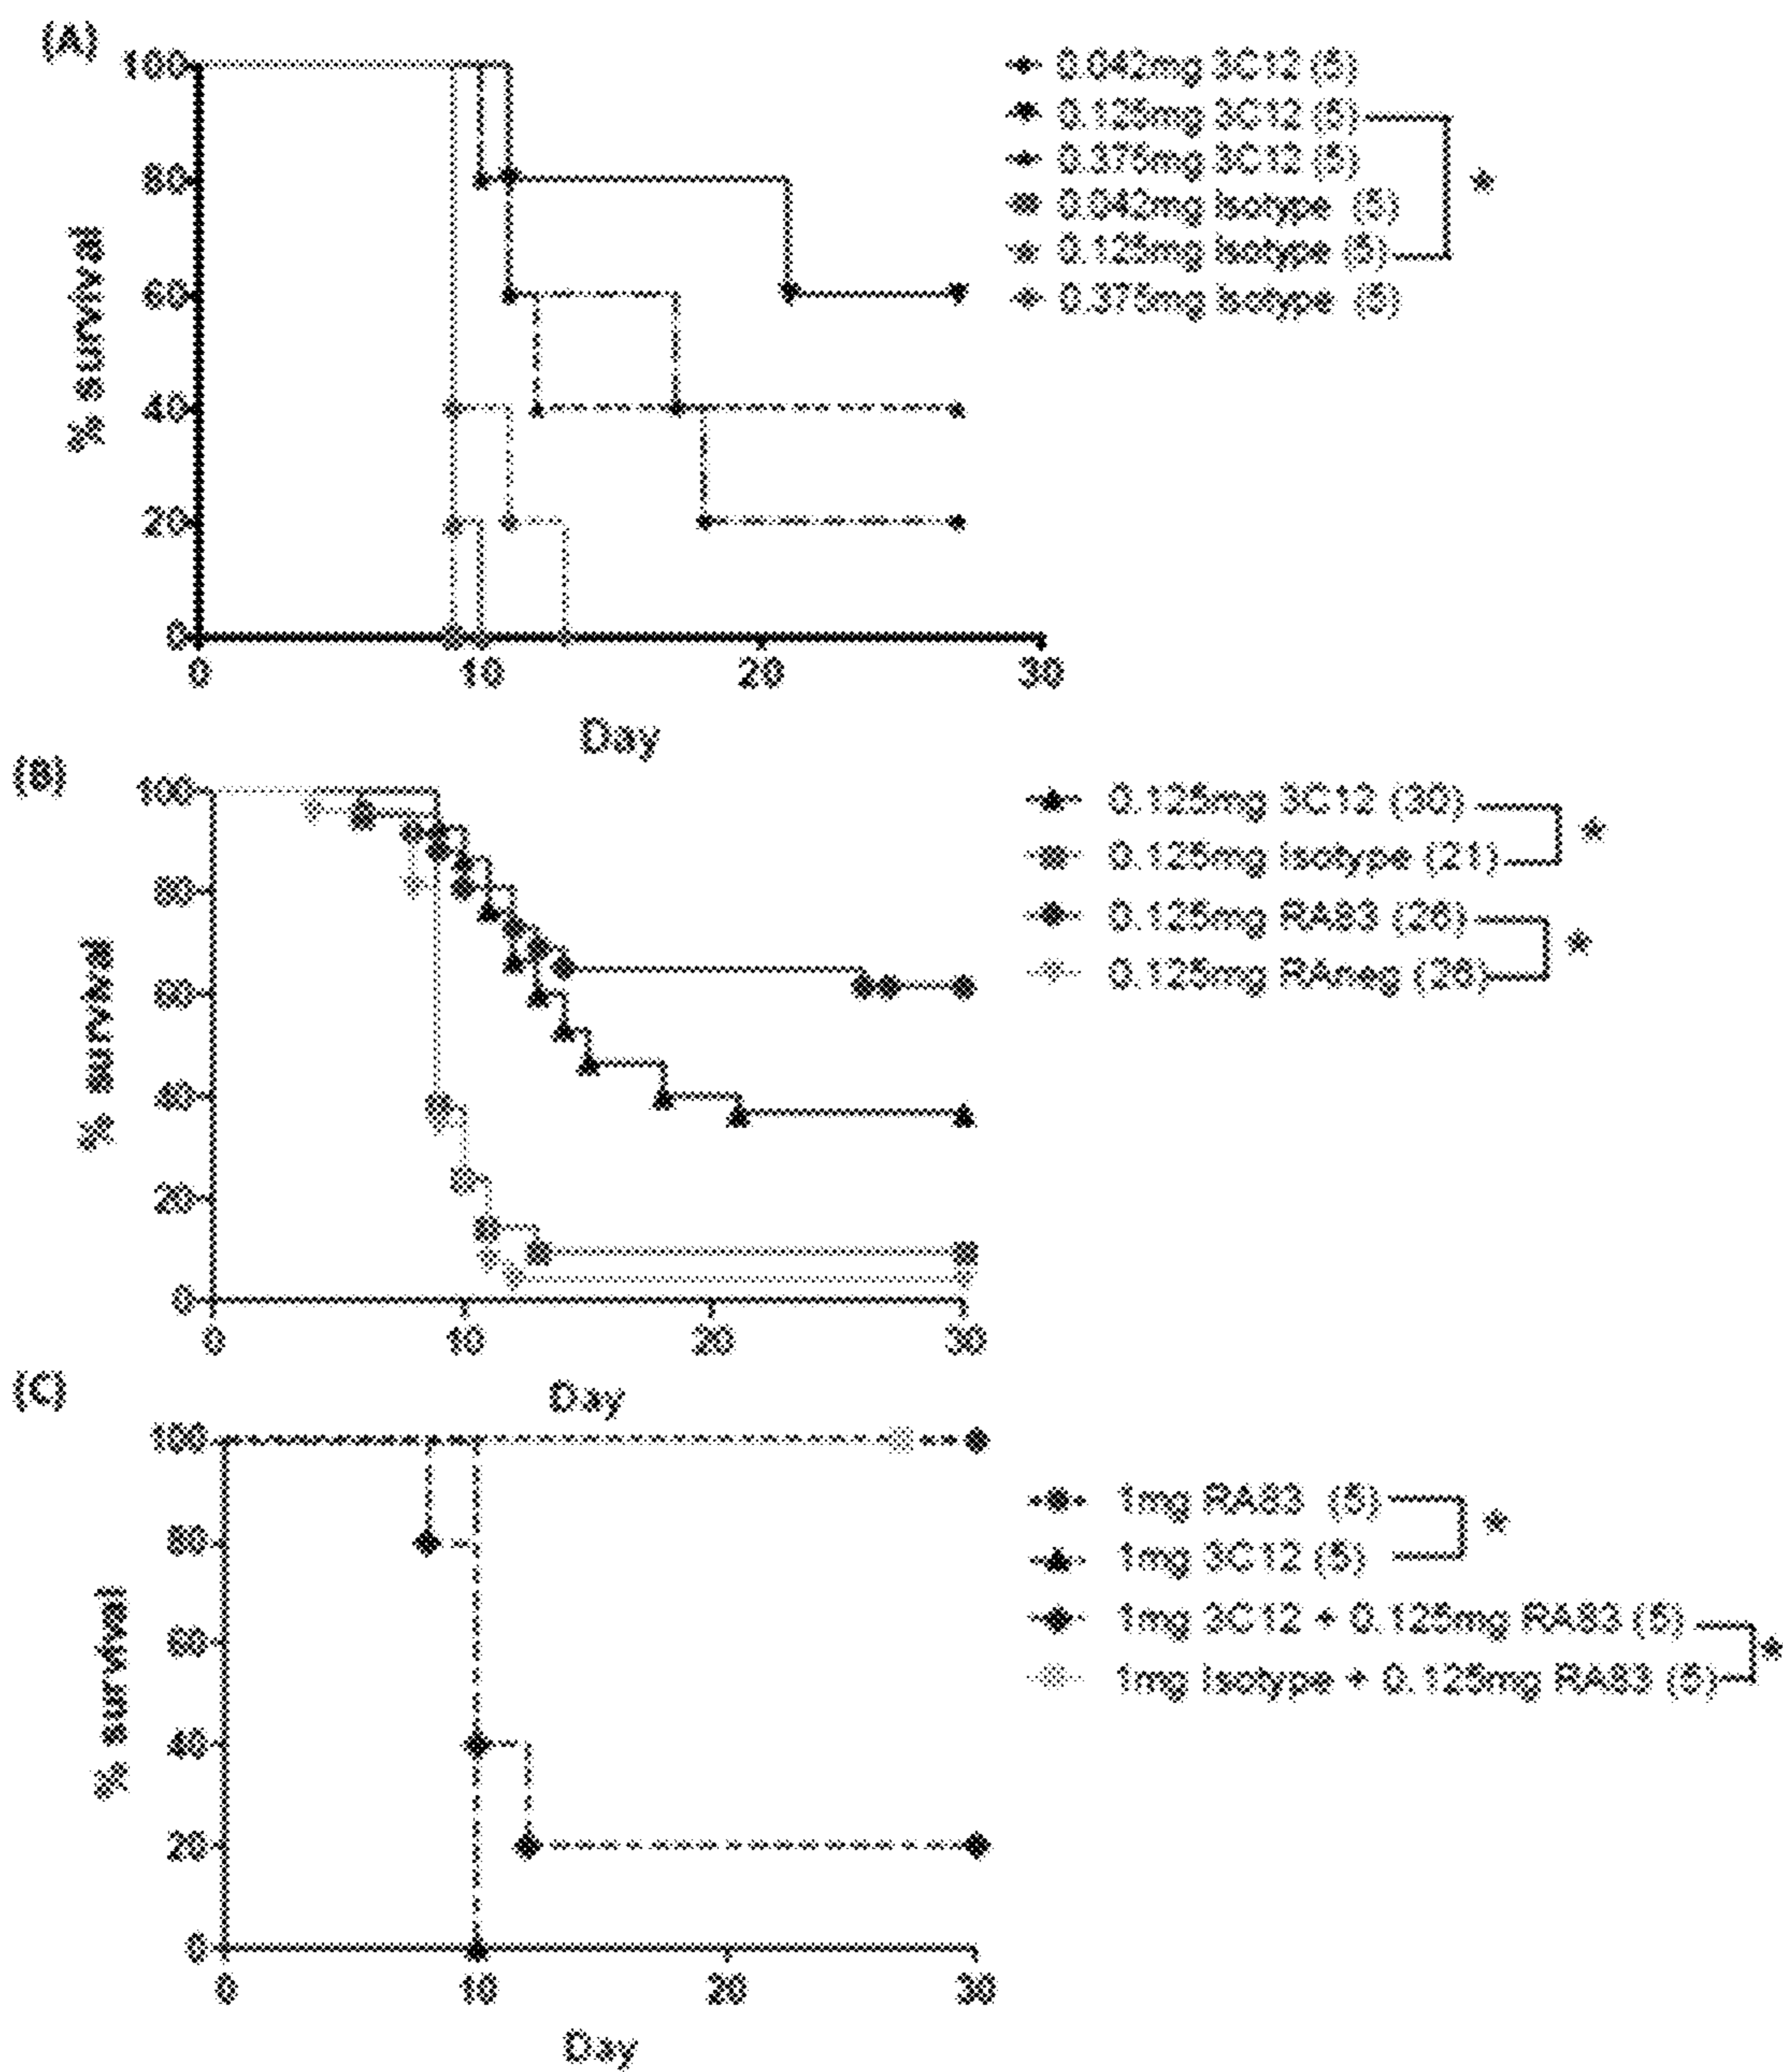 (A)
100
80
60
40
20
0
% survival
0 10 20 30
Day
0.042mg 3C12 (5)
0.125mg 3C12 (5)
0.375mg 3C12 (5)
0.042mg Isotype (5)
0.125mg Isotype (5)
0.375mg Isotype (5)
*
(B)
100
80
60
40
20
0
% survival
0 10 20 30
Day
0.125mg 3C12 (30)
0.125mg Isotype (21)
0.125mg RA83 (26)
0.125mg RAneg (26)
*
*
(C)
100
80
60
40
20
0
% survival
0 10 20 30
Day
1mg RA83 (5)
1mg 3C12 (5)
1mg 3C12 + 0.125mg RA83 (5)
1mg Isotype + 0.125mg RA83 (5)
*
*